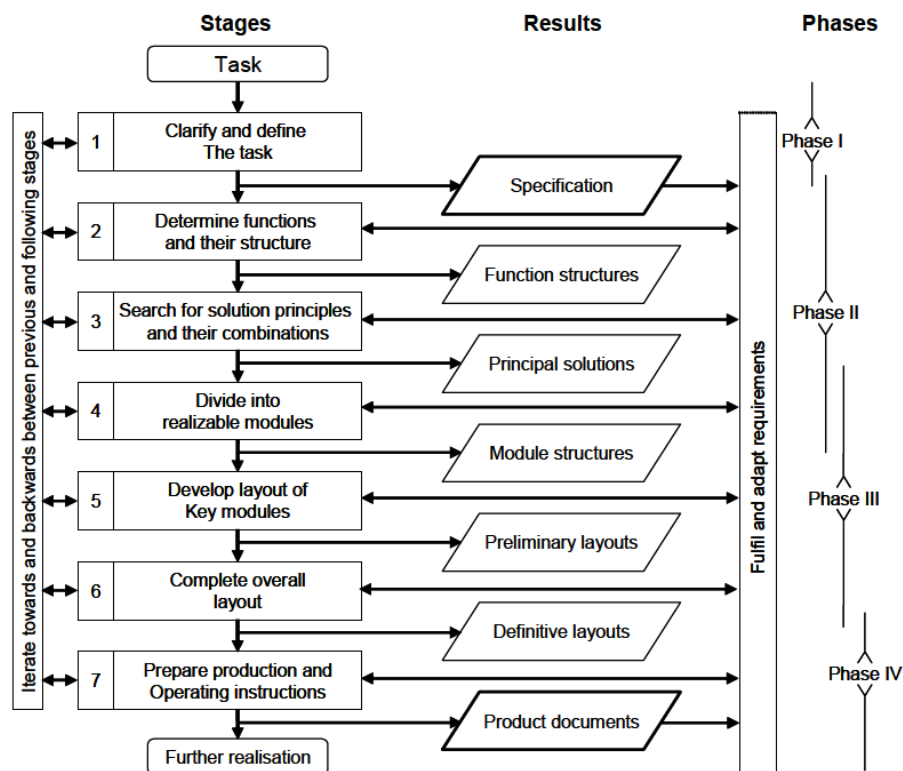 Stages
Results
Phases
Task
Iterate towards and backwards between previous and following stages
1
Clarify and define
The task
Phase I
Specification
2
Determine functions
and their structure
Function structures
3
Search for solution principles
and their combinations
Phase II
Principal solutions
4
Divide into
realizable modules
Fulfil and adapt requirements
Module structures
5
Develop layout of
Key modules
Phase III
Preliminary layouts
6
Complete overall
layout
Definitive layouts
7
Prepare production and
Operating instructions
Phase IV
Product documents
Further realisation